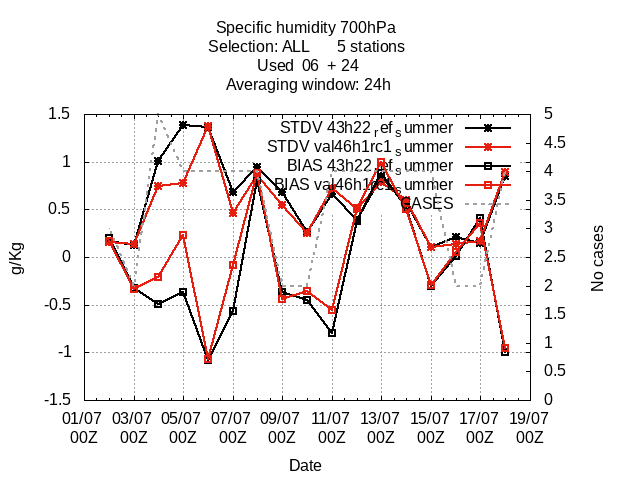 Specific humidity 700hPa
Selection: ALL 5 stations
Used 06 + 24
Averaging window: 24h
STDV 43h22refsummer
STDV val46h1rc1summer
BIAS 43h22refsummer
BIAS val46h1rc1summer
CASES
1.5
1
0.5
0
-0.5
-1
-1.5
g/Kg
5
4.5
4
3.5
3
2.5
2
1.5
1
0.5
0
No cases
01/07 03/07 05/07 07/07 09/07 11/07 13/07 15/07 17/07 19/07
00Z 00Z 00Z 00Z 00Z 00Z 00Z 00Z 00Z 00Z
Date